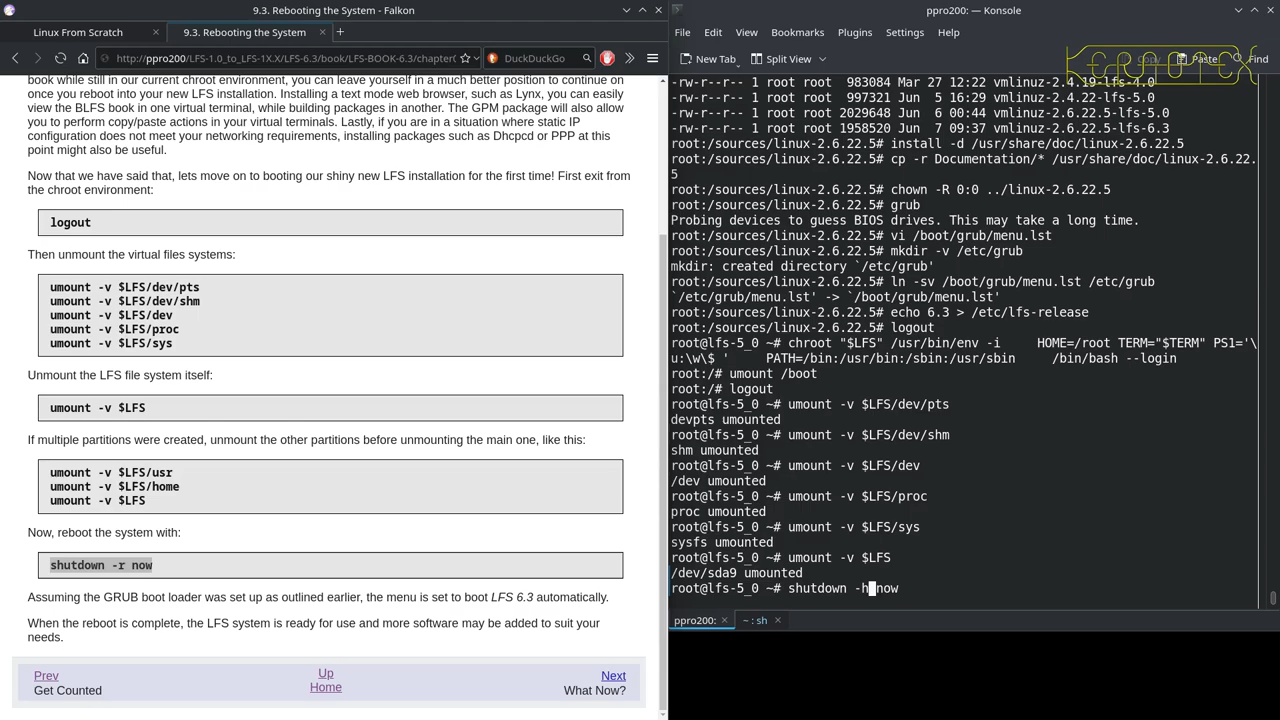 9.3. Rebooting the System - Falkon
Linux From Scratch
9.3. Rebooting the System
http://ppro200/LFS-1.0_to_LFS-1X.X/LFS-6.3/book/LFS-BOOK-6.3/chapter
DuckDuckGo
book while still in our current chroot environment, you can leave yourself in a much better position to continue on
once you reboot into your new LFS installation. Installing a text mode web browser, such as Lynx, you can easily
view the BLFS book in one virtual terminal, while building packages in another. The GPM package will also allow
you to perform copy/paste actions in your virtual terminals. Lastly, if you are in a situation where static IP
configuration does not meet your networking requirements, installing packages such as Dhcpcd or PPP at this
point might also be useful.
Now that we have said that, lets move on to booting our shiny new LFS installation for the first time! First exit from
the chroot environment:
logout
Then unmount the virtual files systems:
umount -v $LFS/dev/pts
umount -v $LFS/dev/shm
umount -v $LFS/dev
umount -v $LFS/proc
umount -v $LFS/sys
Unmount the LFS file system itself:
umount -v $LFS
If multiple partitions were created, unmount the other partitions before unmounting the main one, like this:
umount -v $LFS/usr
umount -v $LFS/home
umount -v $LFS
Now, reboot the system with:
shutdown -r now
Assuming the GRUB boot loader was set up as outlined earlier, the menu is set to boot LFS 6.3 automatically.
When the reboot is complete, the LFS system is ready for use and more software may be added to suit your
needs.
Prev Up Next
Get Counted Home What Now?
ppro200: — Konsole
File Edit View Bookmarks Plugins Settings Help
New Tab Split View Copy Paste Find
-rw-r--r-- 1 root root 983084 Mar 27 12:22 vmlinuz-2.4.19-lfs-4.0
-rw-r--r-- 1 root root 997321 Jun 5 16:29 vmlinuz-2.4.22-lfs-5.0
-rw-r--r-- 1 root root 2029648 Jun 6 00:44 vmlinuz-2.6.22.5-lfs-5.0
-rw-r--r-- 1 root root 1958520 Jun 7 09:37 vmlinuz-2.6.22.5-lfs-6.3
root:/sources/linux-2.6.22.5# install -d /usr/share/doc/linux-2.6.22.5
root:/sources/linux-2.6.22.5# cp -r Documentation/* /usr/share/doc/linux-2.6.22.
5
root:/sources/linux-2.6.22.5# chown -R 0:0 ../linux-2.6.22.5
root:/sources/linux-2.6.22.5# grub
Probing devices to guess BIOS drives. This may take a long time.
root:/sources/linux-2.6.22.5# vi /boot/grub/menu.lst
root:/sources/linux-2.6.22.5# mkdir -v /etc/grub
mkdir: created directory `/etc/grub'
root:/sources/linux-2.6.22.5# ln -sv /boot/grub/menu.lst /etc/grub
`/etc/grub/menu.lst' -> `/boot/grub/menu.lst'
root:/sources/linux-2.6.22.5# echo 6.3 > /etc/lfs-release
root:/sources/linux-2.6.22.5# logout
root@lfs-5_0 ~# chroot "$LFS" /usr/bin/env -i     HOME=/root TERM="$TERM" PS1='\
u:\w\$ '     PATH=/bin:/usr/bin:/sbin:/usr/sbin     /bin/bash --login
root:/# umount /boot
root:/# logout
root@lfs-5_0 ~# umount -v $LFS/dev/pts
devpts umounted
root@lfs-5_0 ~# umount -v $LFS/dev/shm
shm umounted
root@lfs-5_0 ~# umount -v $LFS/dev
/dev umounted
root@lfs-5_0 ~# umount -v $LFS/proc
proc umounted
root@lfs-5_0 ~# umount -v $LFS/sys
sysfs umounted
root@lfs-5_0 ~# umount -v $LFS
/dev/sda9 umounted
root@lfs-5_0 ~# shutdown -h now
ppro200: ~ : sh